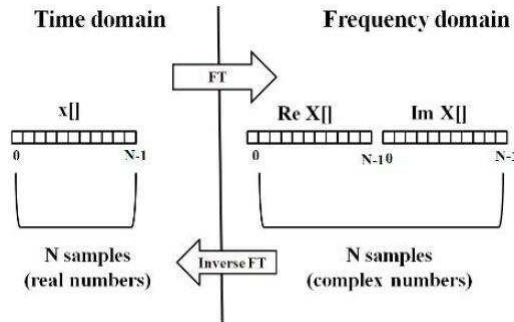 Time domain
Frequency domain
FT
x[]
Re X[]
Im X[]
0
N-1
0
N-1
0
N-1
N samples
(real numbers)
Inverse FT
N samples
(complex numbers)